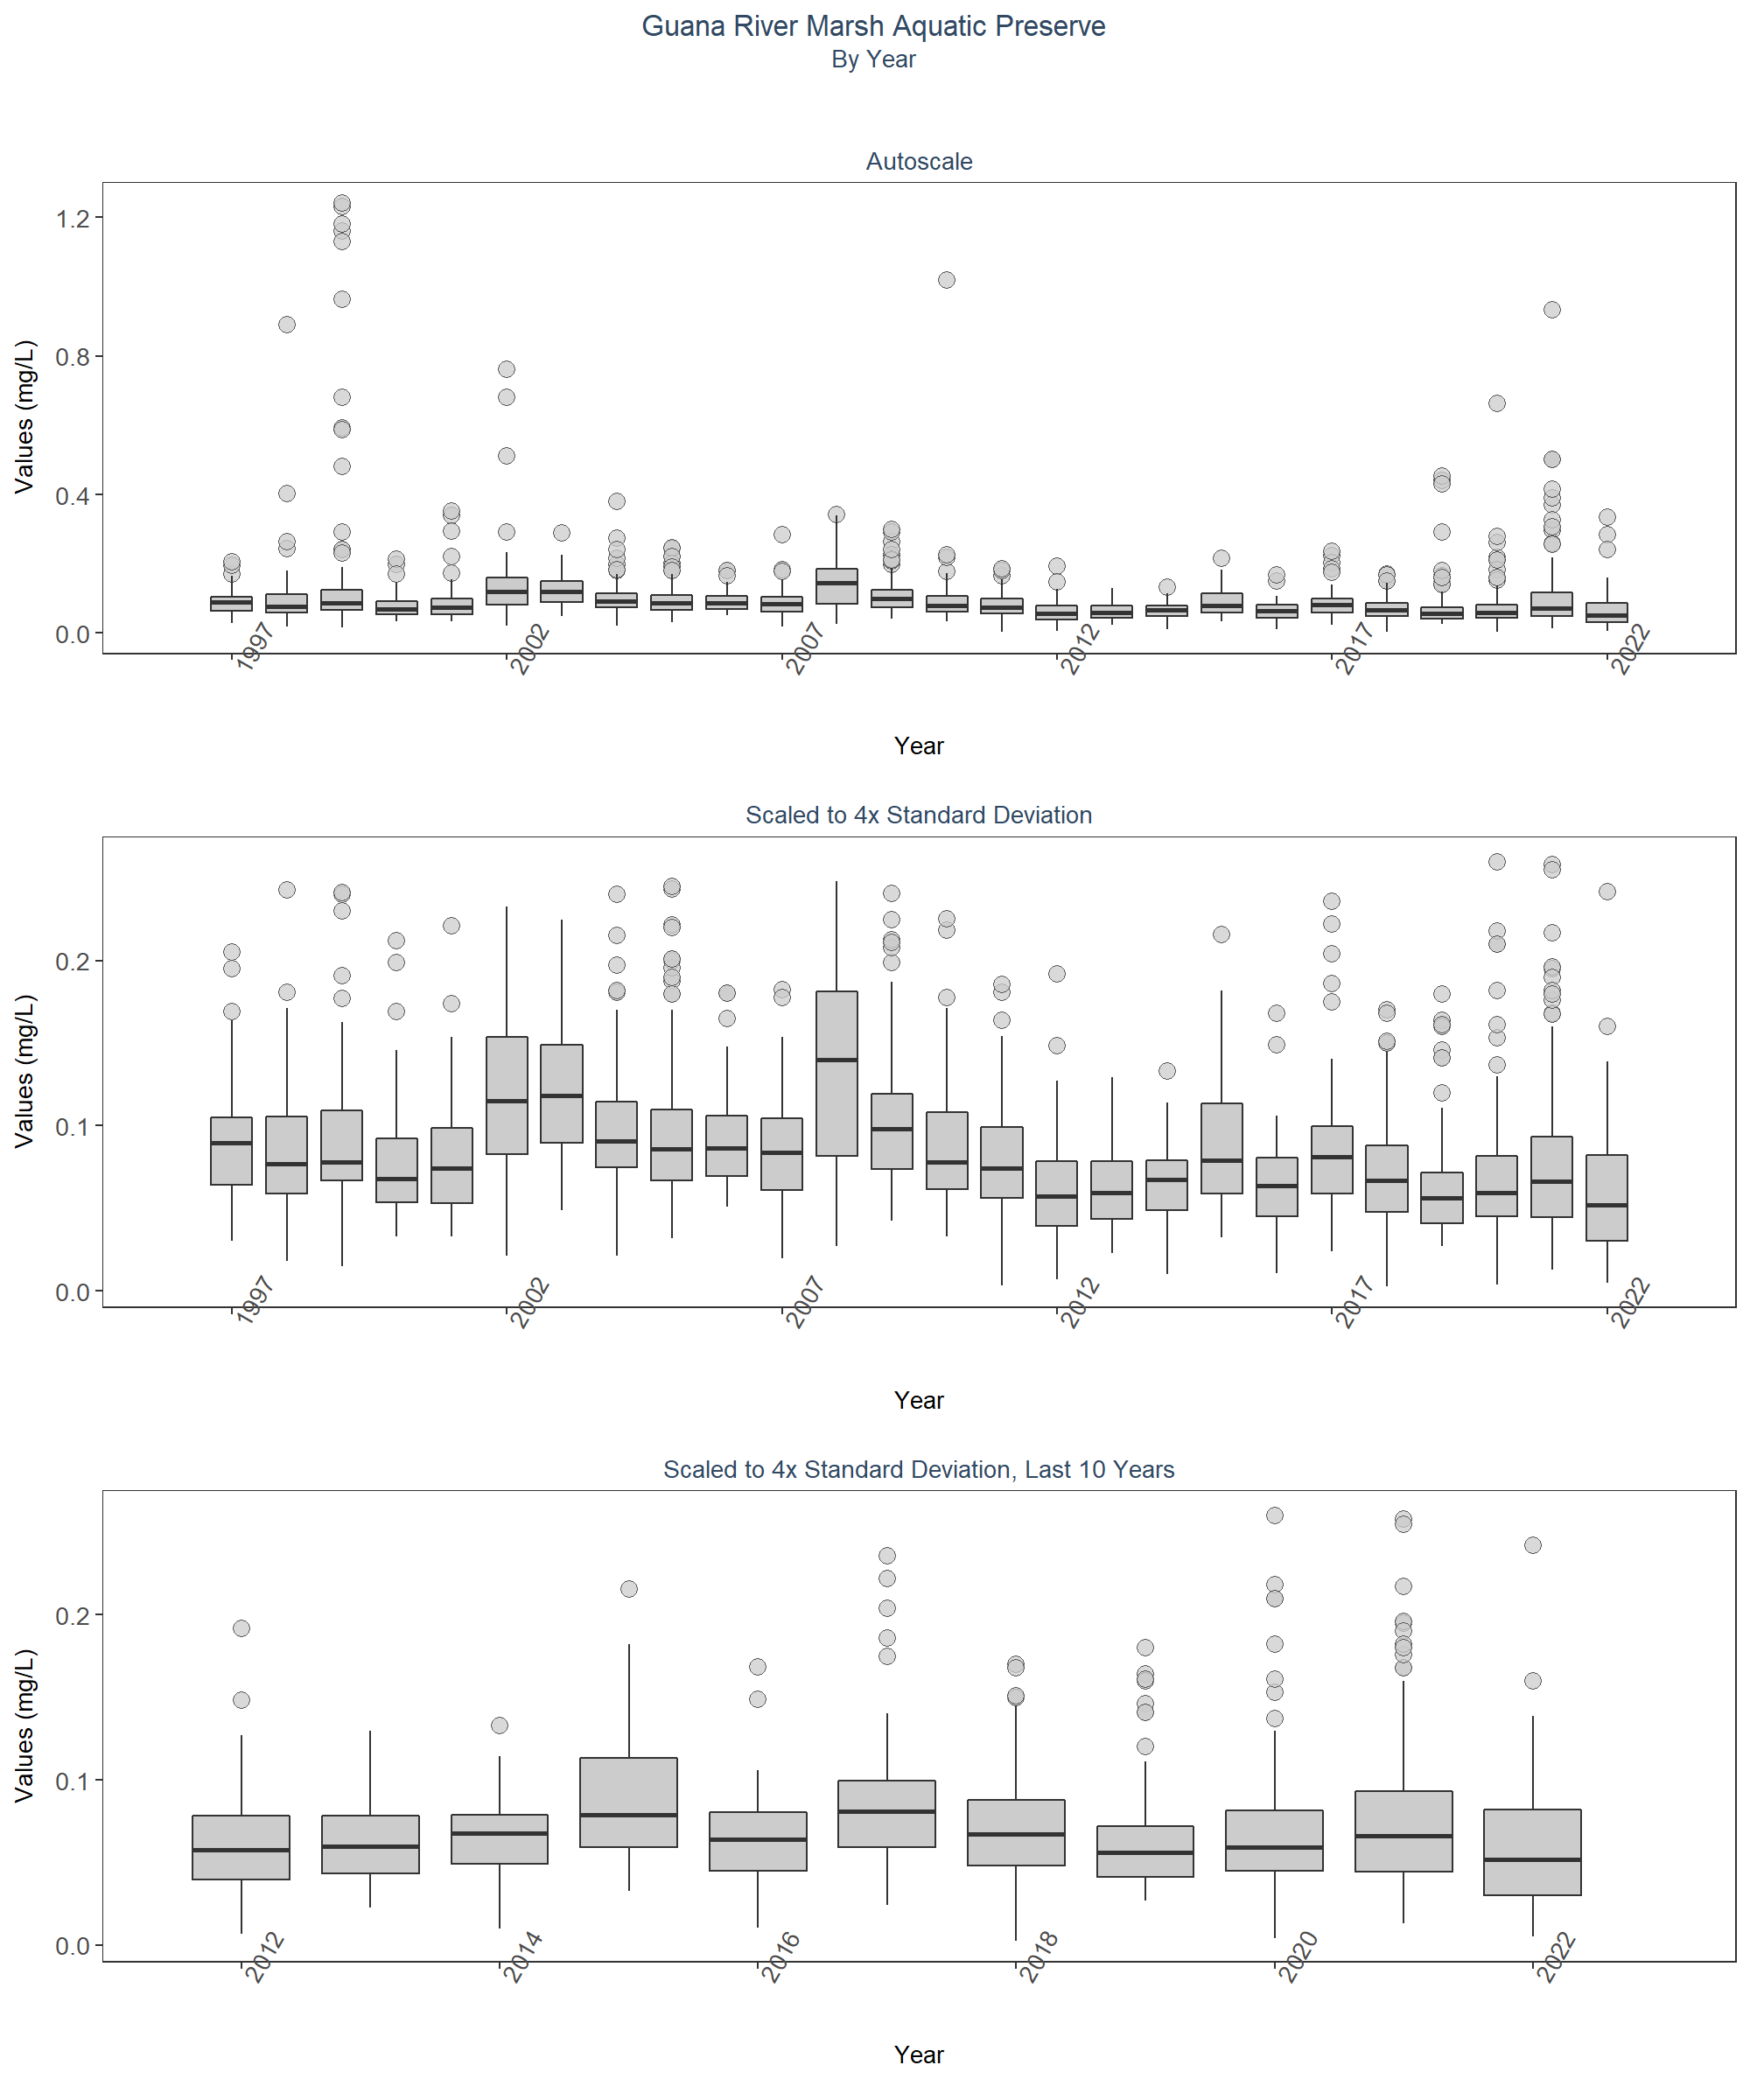 Guana River Marsh Aquatic Preserve
By Year
Autoscale
Values (mg/L)
1.2
0.8
0.4
0.0
1997
2002
2007
2012
2017
2022
Year
Scaled to 4x Standard Deviation
Values (mg/L)
0.2
0.1
0.0
1997
2002
2007
2012
2017
2022
Year
Scaled to 4x Standard Deviation, Last 10 Years
Values (mg/L)
0.2
0.1
0.0
2012
2014
2016
2018
2020
2022
Year